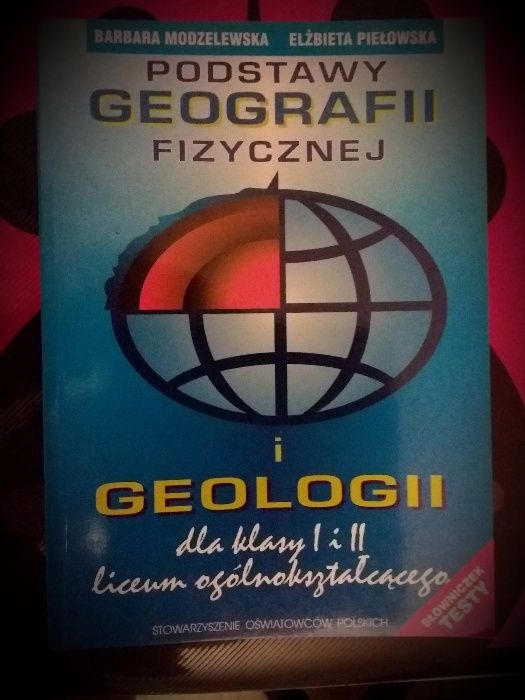 BARBARA MODZELEWSKA ELŻBIETA PIEŁOWSKA
PODSTAWY
GEOGRAFII
FIZYCZNEJ
i
GEOLOGII
dla klasy I i II
liceum ogólnokształcącego
SŁOWNICZEK
TESTY
STOWARZYSZENIE OŚWIATOWCÓW POLSKICH